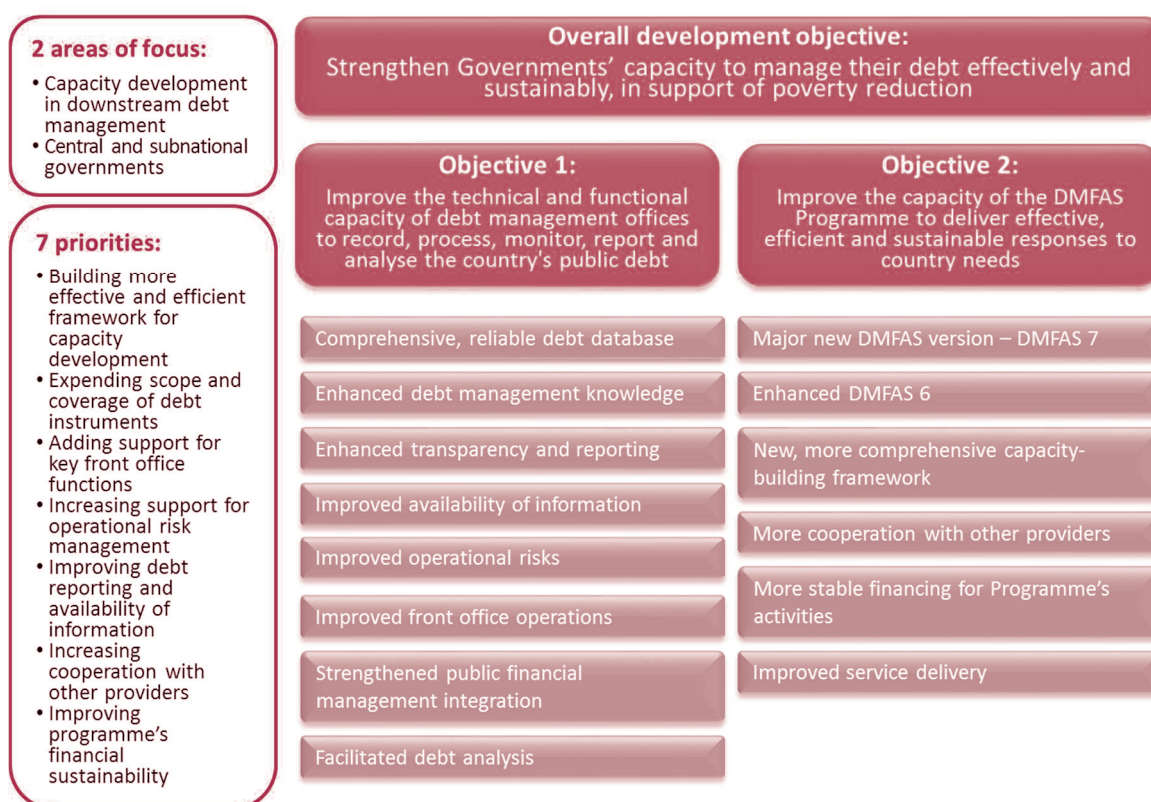 2 areas of focus:
• Capacity development
in downstream debt
management
• Central and subnational
governments
7 priorities:
• Building more
effective and efficient
framework for
capacity
development
• Expending scope and
coverage of debt
instruments
• Adding support for
key front office
functions
• Increasing support for
operational risk
management
• Improving debt
reporting and
availability of
information
• Increasing
cooperation with
other providers
• Improving
programme's
financial
sustainability
Overall development objective:
Strengthen Governments' capacity to manage their debt effectively and
sustainably, in support of poverty reduction
Objective 1:
Improve the technical and functional
capacity of debt management offices
to record, process, monitor, report and
analyse the country's public debt
Comprehensive, reliable debt database
Enhanced debt management knowledge
Enhanced transparency and reporting
Improved availability of information
Improved operational risks
Improved front office operations
Strengthened public financial
management integration
Facilitated debt analysis
Objective 2:
Improve the capacity of the DMFAS
Programme to deliver effective,
efficient and sustainable responses to
country needs
Major new DMFAS version – DMFAS 7
Enhanced DMFAS 6
New, more comprehensive capacity-
building framework
More cooperation with other providers
More stable financing for Programme's
activities
Improved service delivery